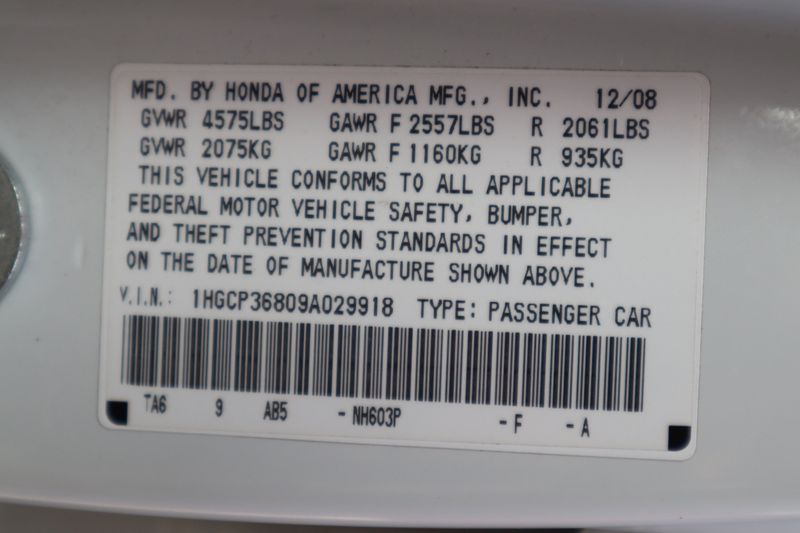 MFD. BY HONDA OF AMERICA MFG., INC. 12/08
GVWR 4575LBS GAWR F 2557LBS R 2061LBS
GVWR 2075KG GAWR F 1160KG R 935KG
THIS VEHICLE CONFORMS TO ALL APPLICABLE
FEDERAL MOTOR VEHICLE SAFETY, BUMPER,
AND THEFT PREVENTION STANDARDS IN EFFECT
ON THE DATE OF MANUFACTURE SHOWN ABOVE.
V.I.N.: 1HGCP36809A029918 TYPE: PASSENGER CAR
TA6 9 AB5 -NH603P -F -A